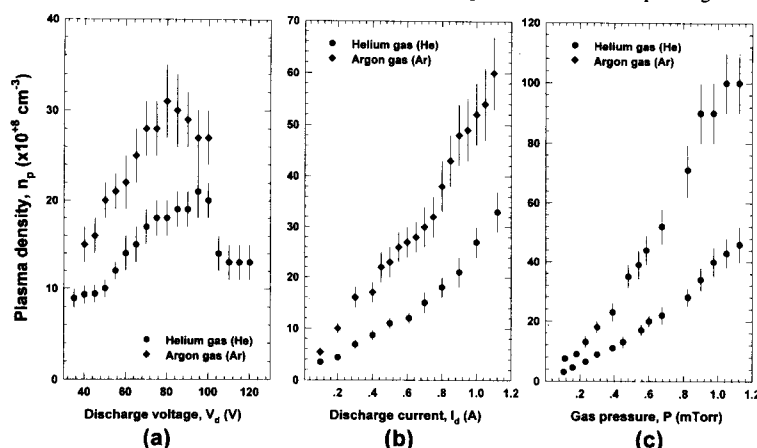 40
30
20
10
0
Plasma density, nₚ (x10⁺⁸ cm⁻³)
Helium gas (He)
Argon gas (Ar)
40 60 80 100 120
Discharge voltage, V_d (V)
(a)
70
60
50
40
30
20
10
0
Helium gas (He)
Argon gas (Ar)
.2 .4 .6 .8 1.0 1.2
Discharge current, I_d (A)
(b)
120
100
80
60
40
20
0
Helium gas (He)
Argon gas (Ar)
.2 .4 .6 .8 1.0 1.2
Gas pressure, P (mTorr)
(c)